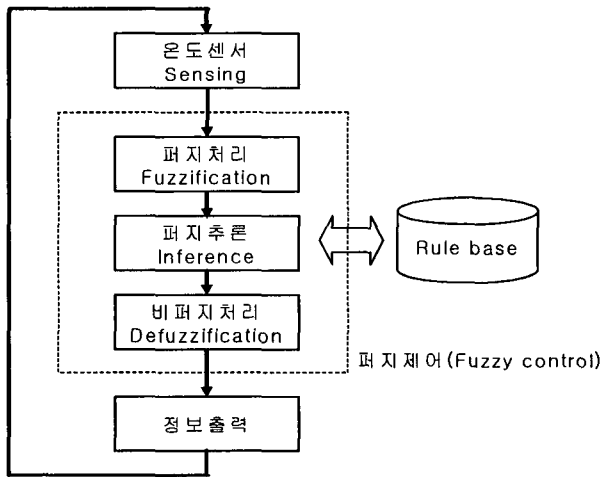 온도센서
Sensing
퍼지처리
Fuzzification
퍼지추론
Inference
Rule base
비퍼지처리
Defuzzification
퍼지제어(Fuzzy control)
정보출력